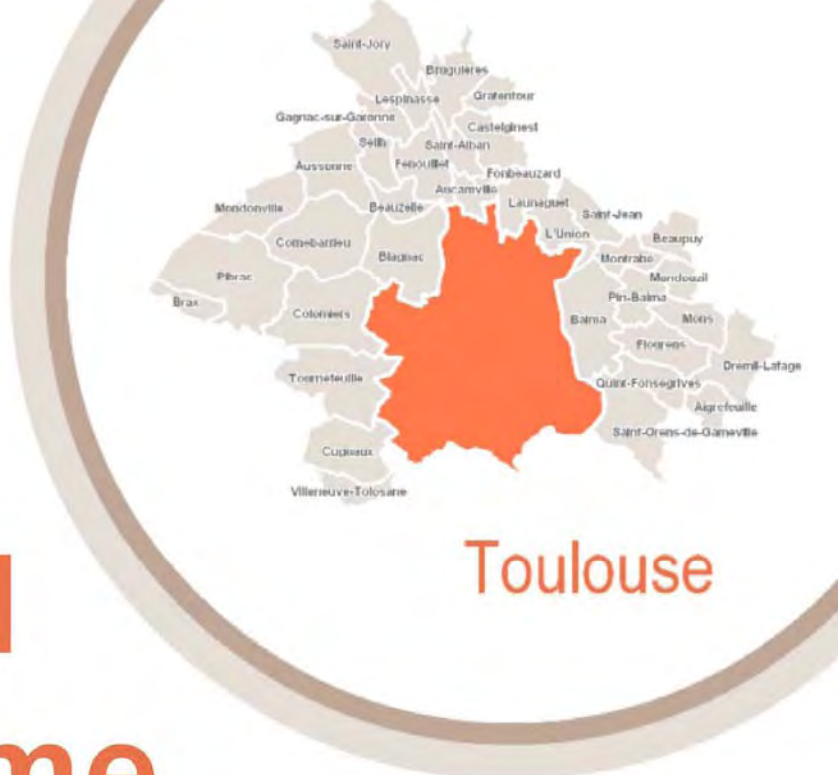 Saint-Jory
Bruguières
Lespinasse
Gratentour
Gagnac-sur-Garonne
Castelginest
Seilh
Saint-Alban
Aussonne
Fenouillet
Fonbeauzard
Aucamville
Mondonville
Beauzelle
Launaguet
Saint-Jean
L'Union
Beaupuy
Cornebarrieu
Blagnac
Montrabé
Mondouzil
Pibrac
Pin-Balma
Brax
Colomiers
Balma
Mons
Flourens
Drémil-Lafage
Tournefeuille
Quint-Fonsegrives
Aigrefeuille
Saint-Orens-de-Gameville
Cugnaux
Villeneuve-Tolosane
Toulouse
me